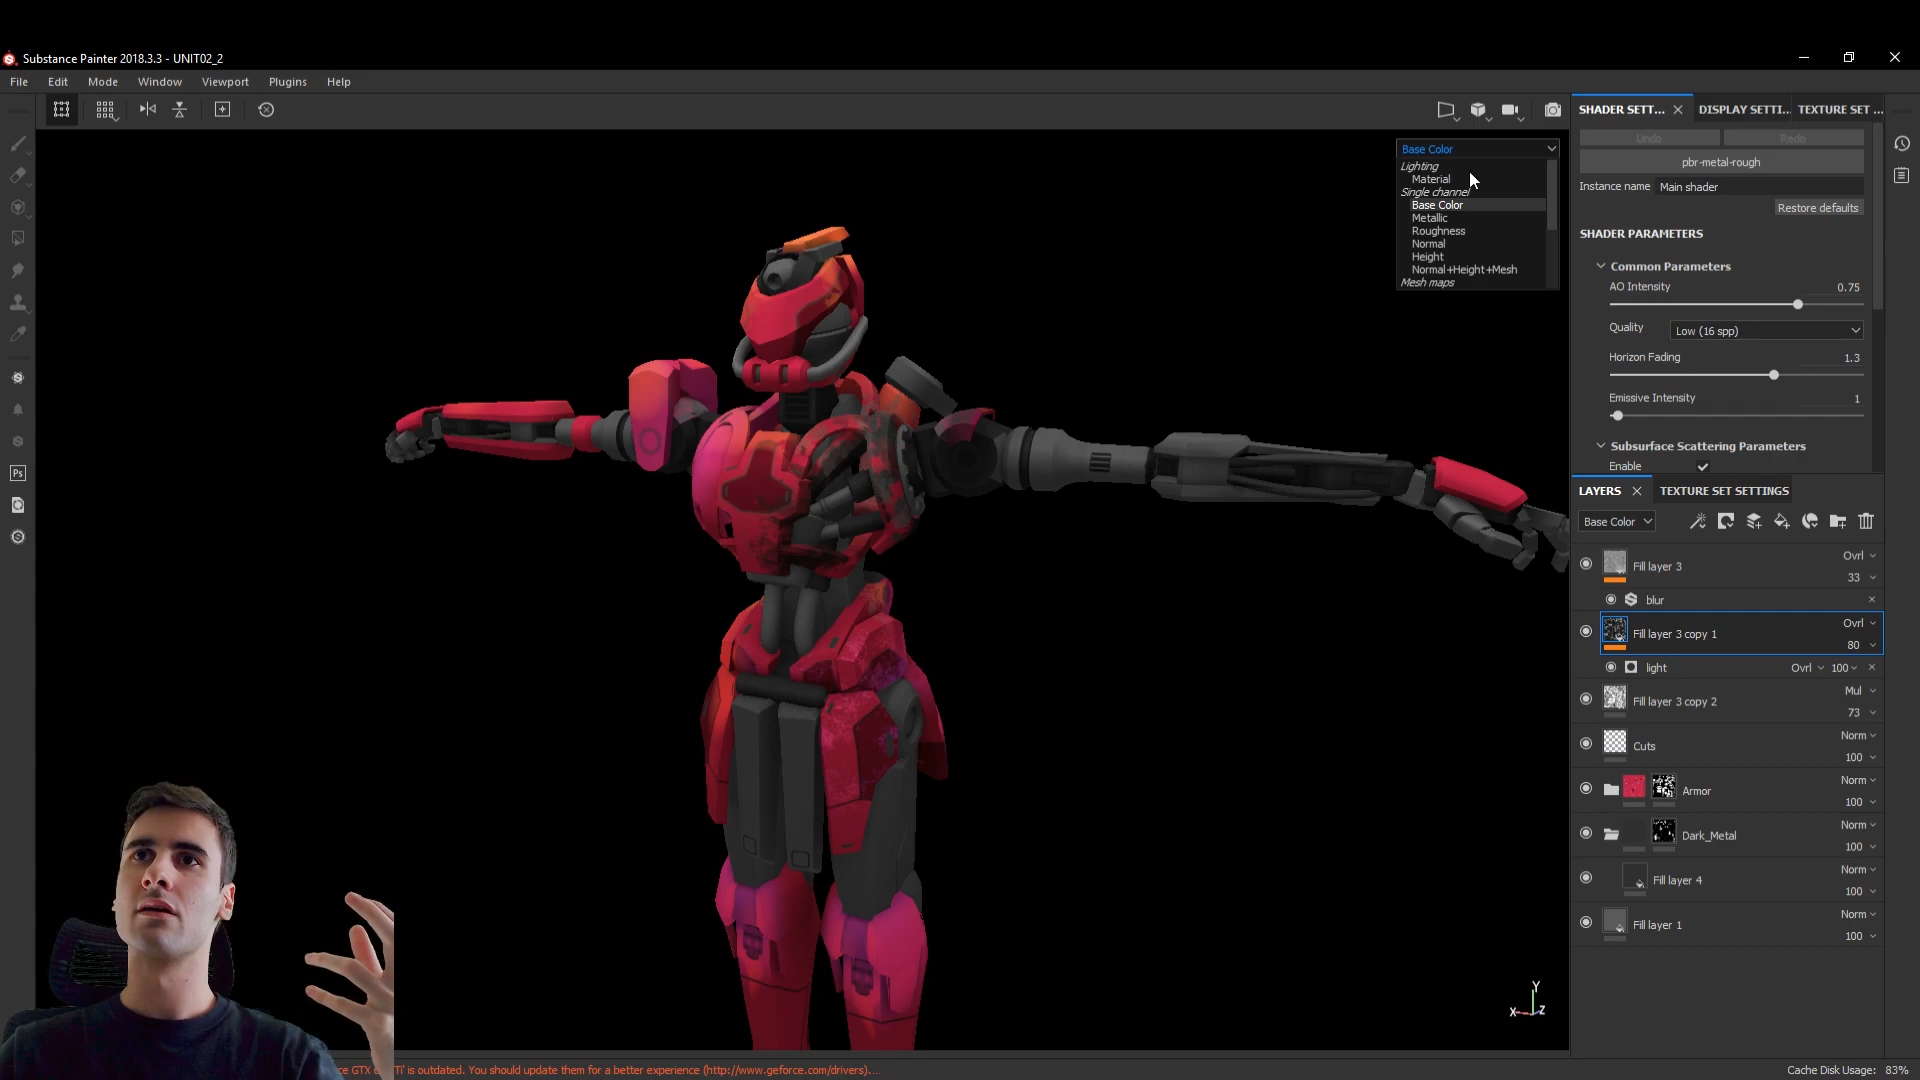 Substance Painter 2018.3.3 - UNIT02_2
File Edit Mode Window Viewport Plugins Help
Base Color
Lighting
Material
Single channel
Base Color
Metallic
Roughness
Normal
Height
Normal+Height+Mesh
Mesh maps
SHADER SETT... DISPLAY SETTI... TEXTURE SET ...
Undo Redo
pbr-metal-rough
Instance name Main shader
Restore defaults
SHADER PARAMETERS
Common Parameters
AO Intensity 0.75
Quality Low (16 spp)
Horizon Fading 1.3
Emissive Intensity 1
Subsurface Scattering Parameters
Enable
LAYERS TEXTURE SET SETTINGS
Base Color
Fill layer 3 Ovrl
33
blur
Fill layer 3 copy 1 Ovrl
80
light Ovrl 100
Fill layer 3 copy 2 Mul
73
Cuts Norm
100
Armor Norm
100
Dark_Metal Norm
100
Fill layer 4 Norm
100
Fill layer 1 Norm
100
Ps
Y
X Z
GTX is outdated. You should update them for a better experience (http://www.geforce.com/drivers)....
Cache Disk Usage: 83%